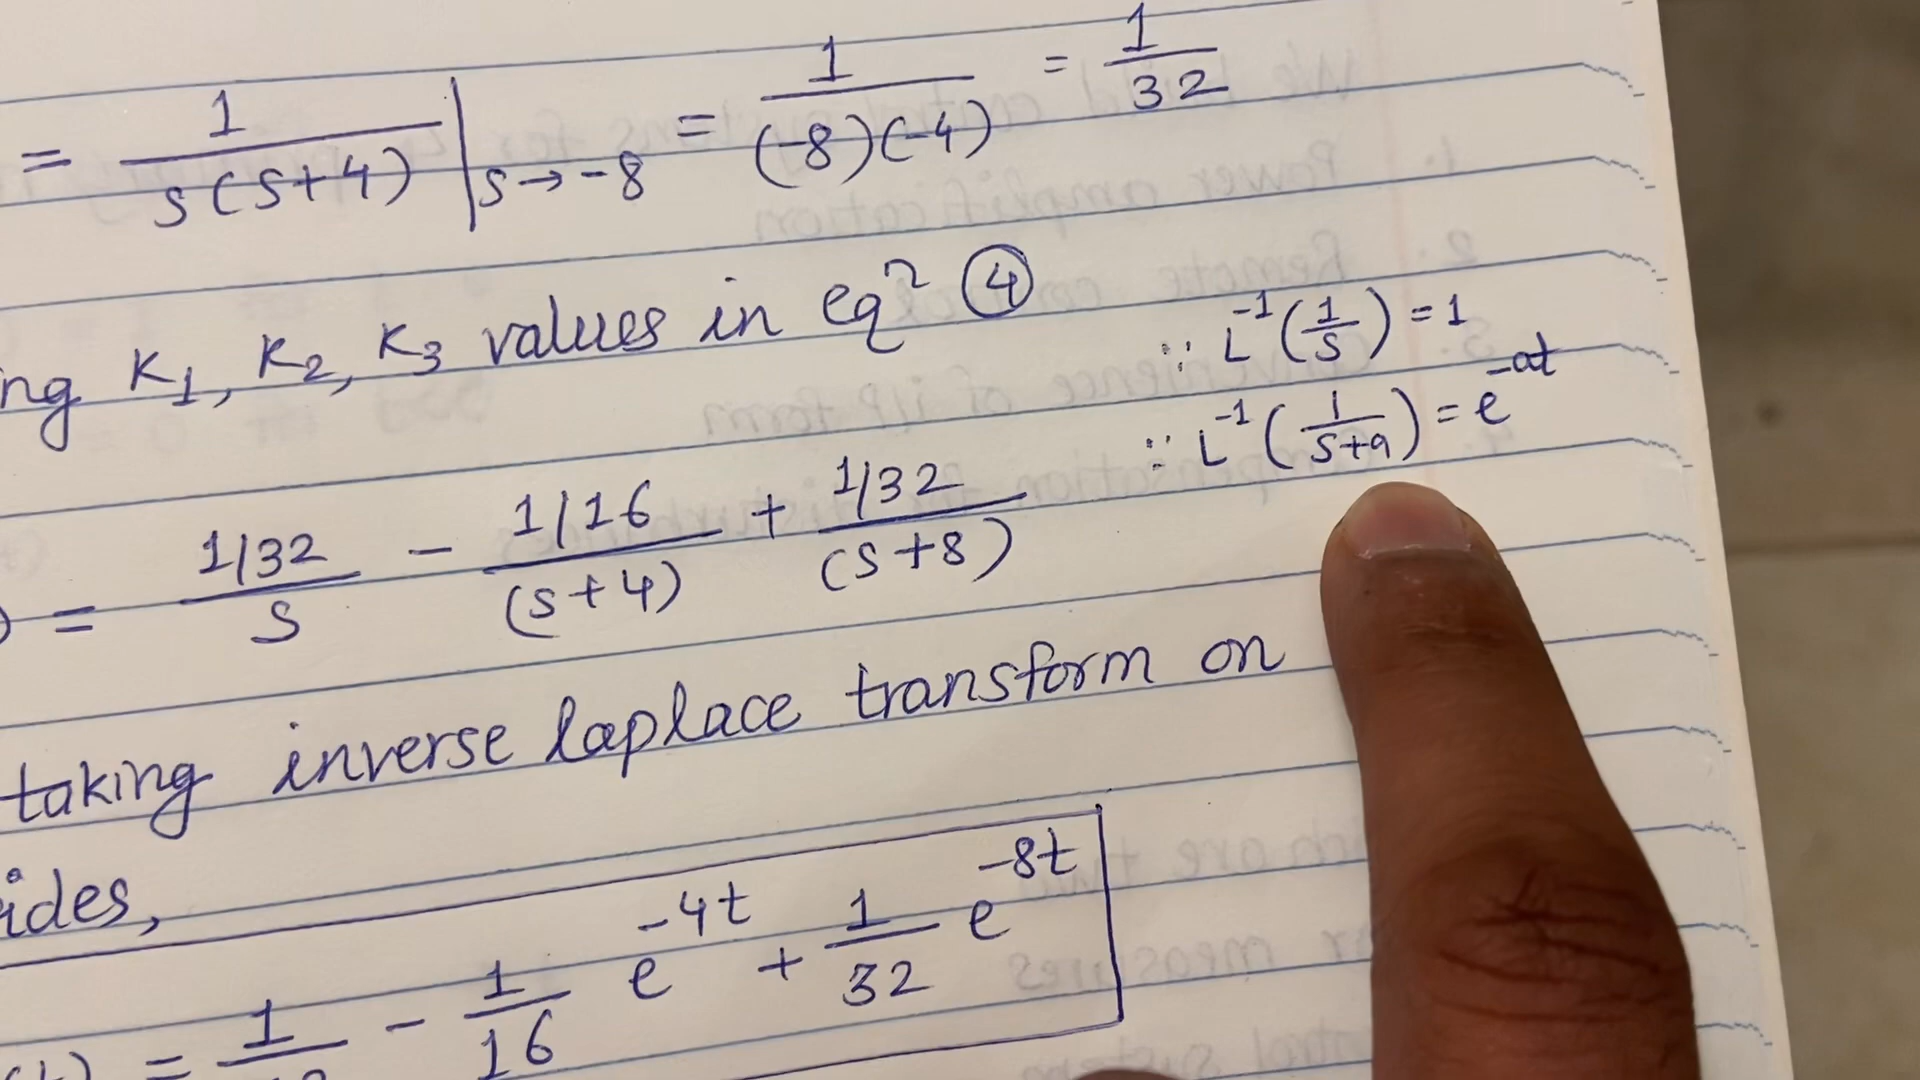 = 1/s(s+4) |s→-8 = 1/(-8)(-4) = 1/32
ng K1, K2, K3 values in eqⁿ ④
∵ L⁻¹(1/s) = 1
∵ L⁻¹(1/s+a) = e^-at
) = 1/32/s - 1/16/(s+4) + 1/32/(s+8)
taking inverse laplace transform on
ides,
(t) = 1/32 - 1/16 e^-4t + 1/32 e^-8t